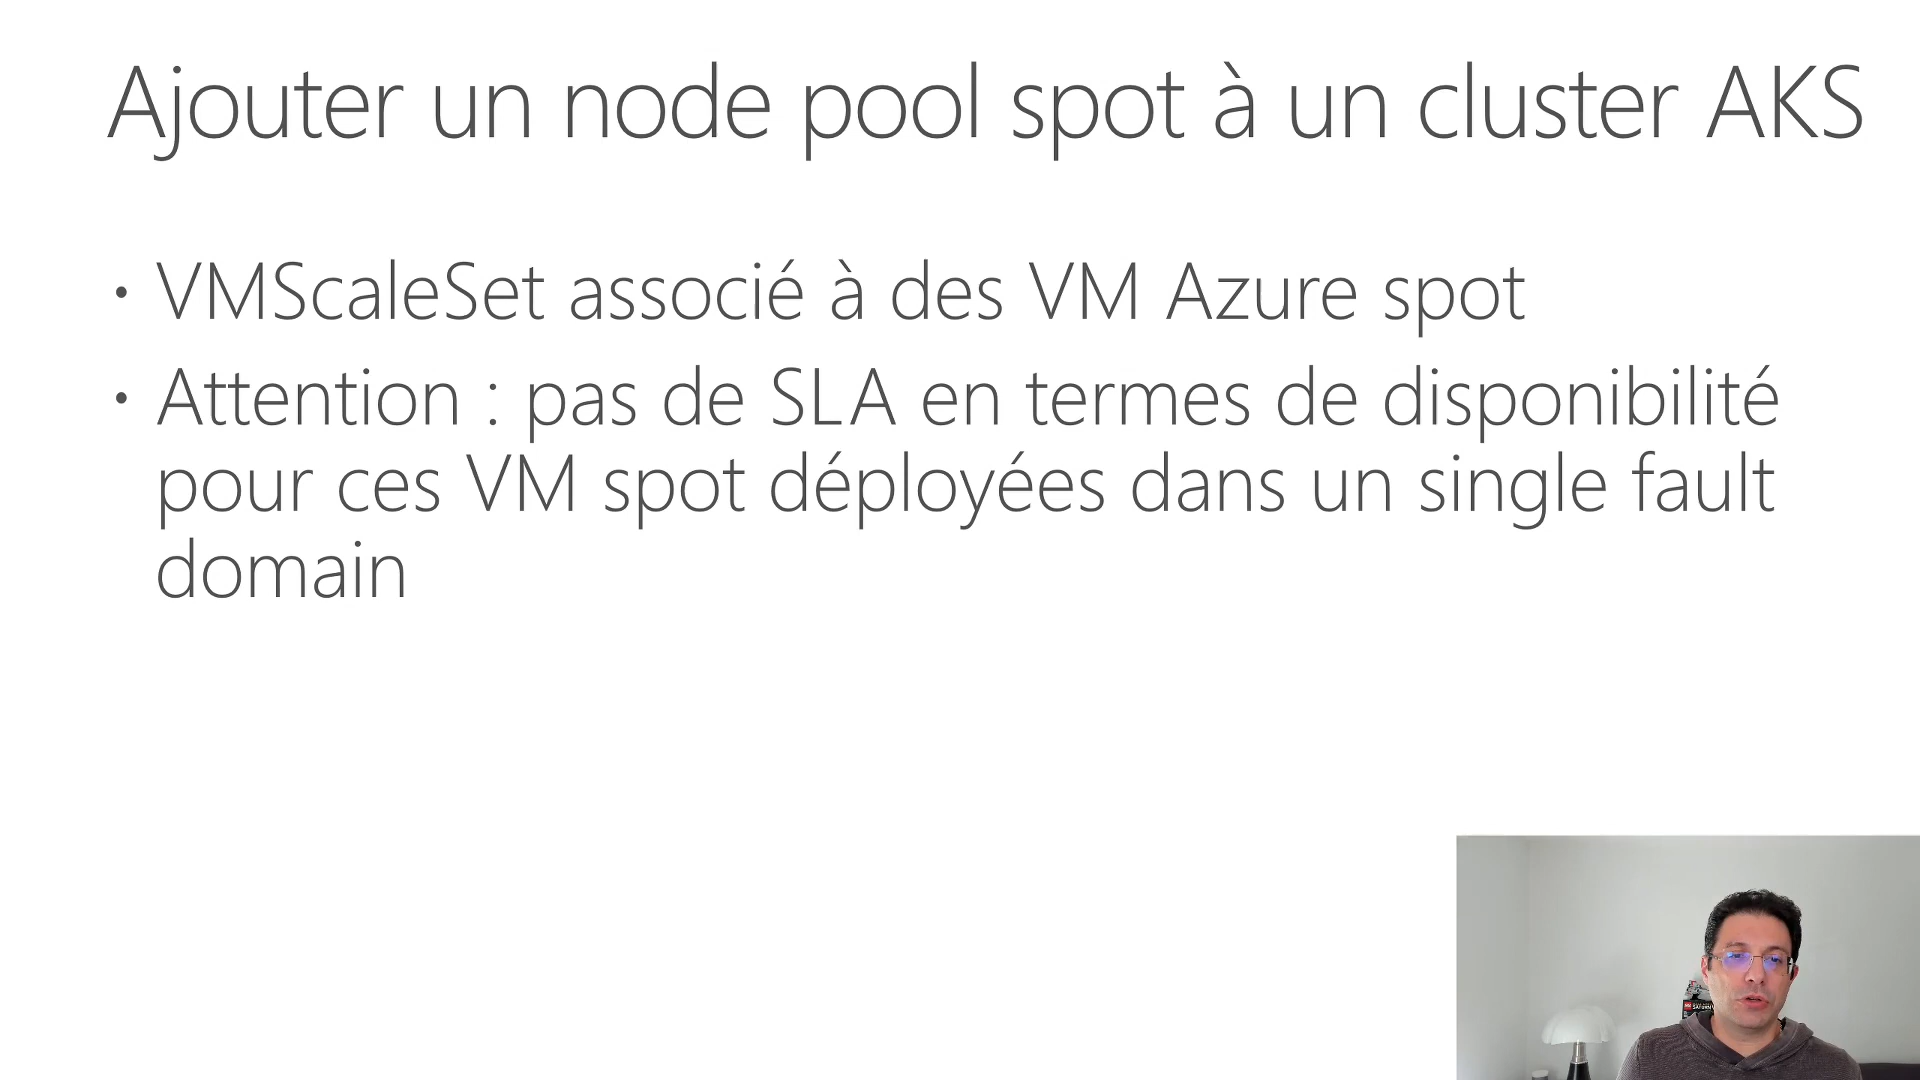 Ajouter un node pool spot à un cluster AKS
• VMScaleSet associé à des VM Azure spot
• Attention : pas de SLA en termes de disponibilité
pour ces VM spot déployées dans un single fault
domain